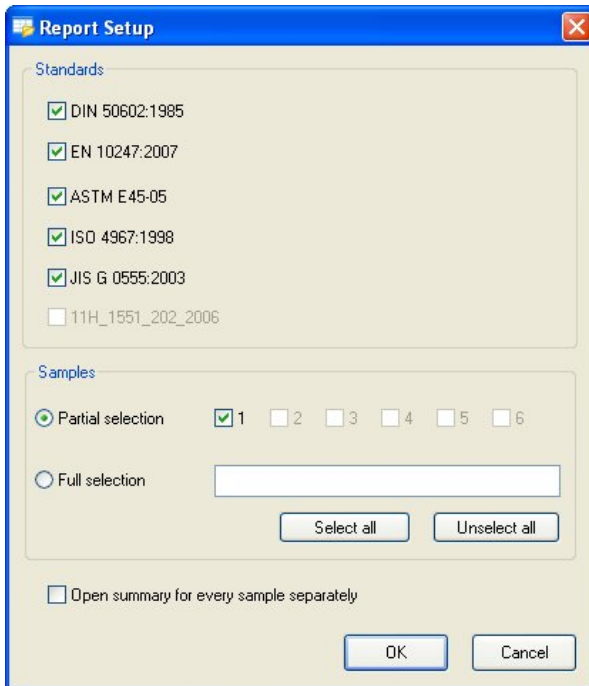 Report Setup
Standards
DIN 50602:1985
EN 10247:2007
ASTM E45-05
ISO 4967:1998
JIS G 0555:2003
11H_1551_202_2006
Samples
Partial selection 1 2 3 4 5 6
Full selection
Select all Unselect all
Open summary for every sample separately
OK Cancel